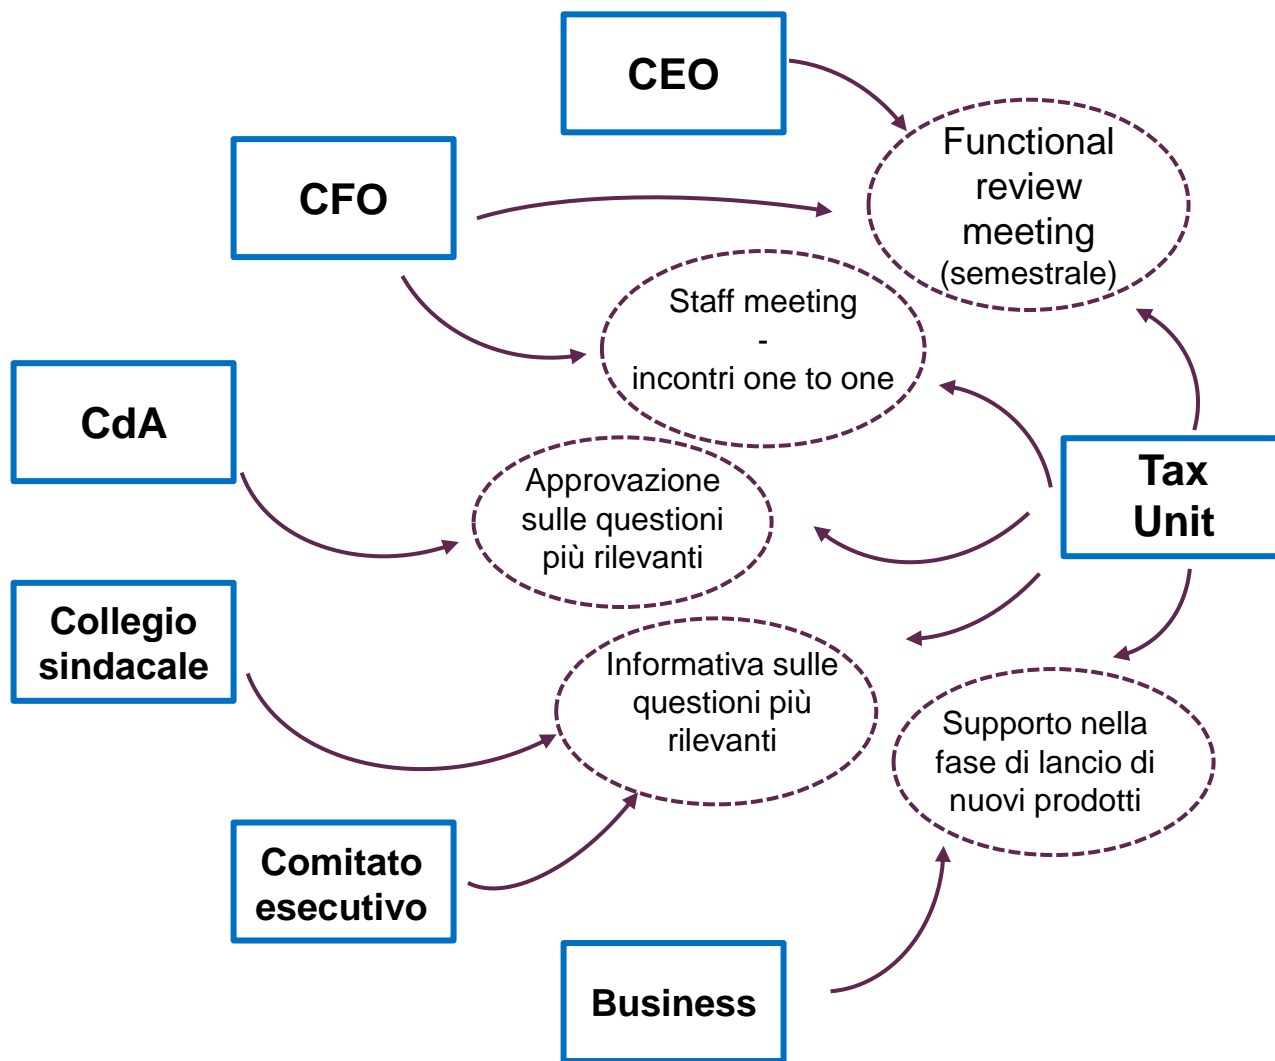 CEO
Functional
review
meeting
(semestrale)
CFO
Staff meeting
-
incontri one to one
CdA
Approvazione
sulle questioni
più rilevanti
Tax
Unit
Collegio
sindacale
Informativa sulle
questioni più
rilevanti
Supporto nella
fase di lancio di
nuovi prodotti
Comitato
esecutivo
Business